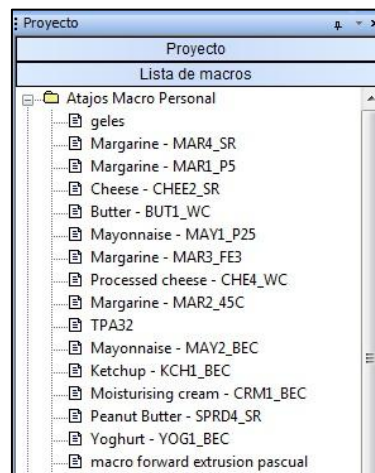 Proyecto
Proyecto
Lista de macros
Atajos Macro Personal
geles
Margarine - MAR4_SR
Margarine - MAR1_P5
Cheese - CHEE2_SR
Butter - BUT1_WC
Mayonnaise - MAY1_P25
Margarine - MAR3_FE3
Processed cheese - CHE4_WC
Margarine - MAR2_45C
TPA32
Mayonnaise - MAY2_BEC
Ketchup - KCH1_BEC
Moisturising cream - CRM1_BEC
Peanut Butter - SPRD4_SR
Yoghurt - YOG1_BEC
macro forward extrusion pascual